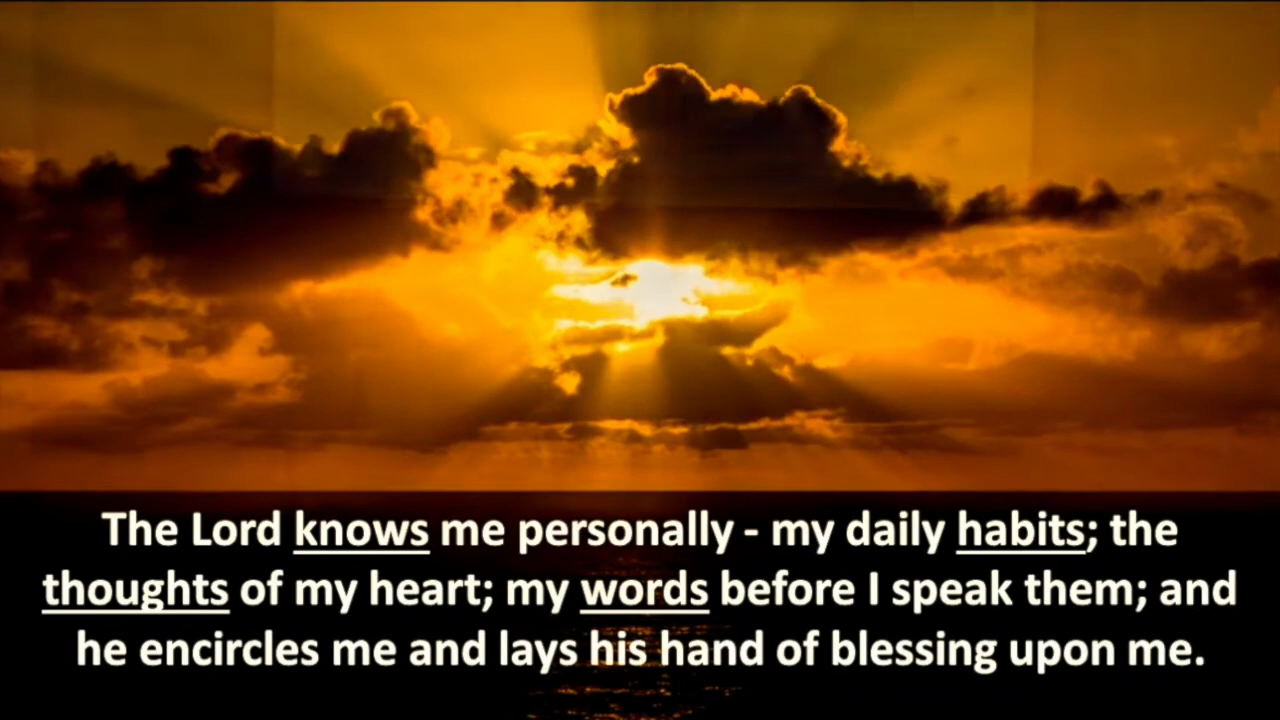 The Lord knows me personally - my daily habits; the
thoughts of my heart; my words before I speak them; and
he encircles me and lays his hand of blessing upon me.